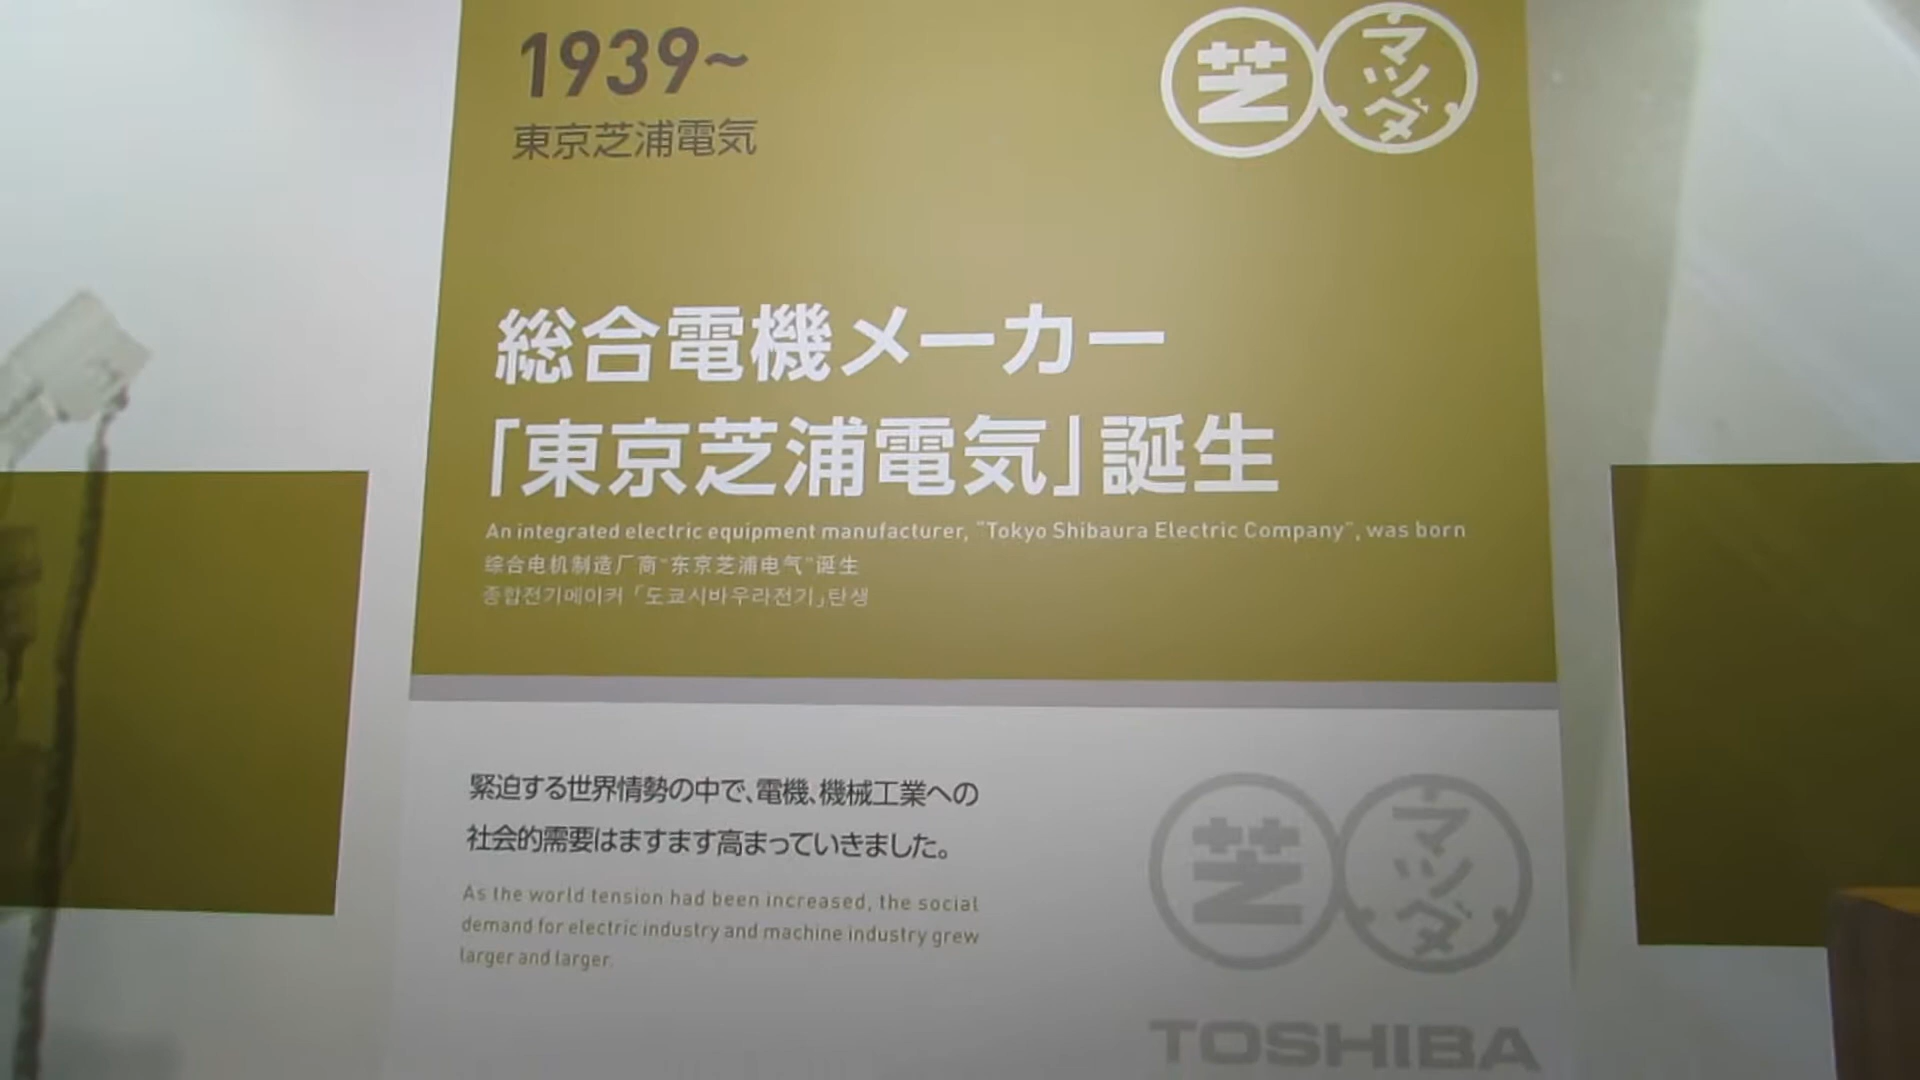 1939~
東京芝浦電気
芝 マツダ
総合電機メーカー
「東京芝浦電気」誕生
An integrated electric equipment manufacturer, "Tokyo Shibaura Electric Company", was born
综合电机制造厂商"东京芝浦电气"诞生
종합전기메이커「도쿄시바우라전기」탄생
緊迫する世界情勢の中で、電機、機械工業への
社会的需要はますます高まっていきました。
As the world tension had been increased, the social
demand for electric industry and machine industry grew
larger and larger.
芝 マツダ
TOSHIBA